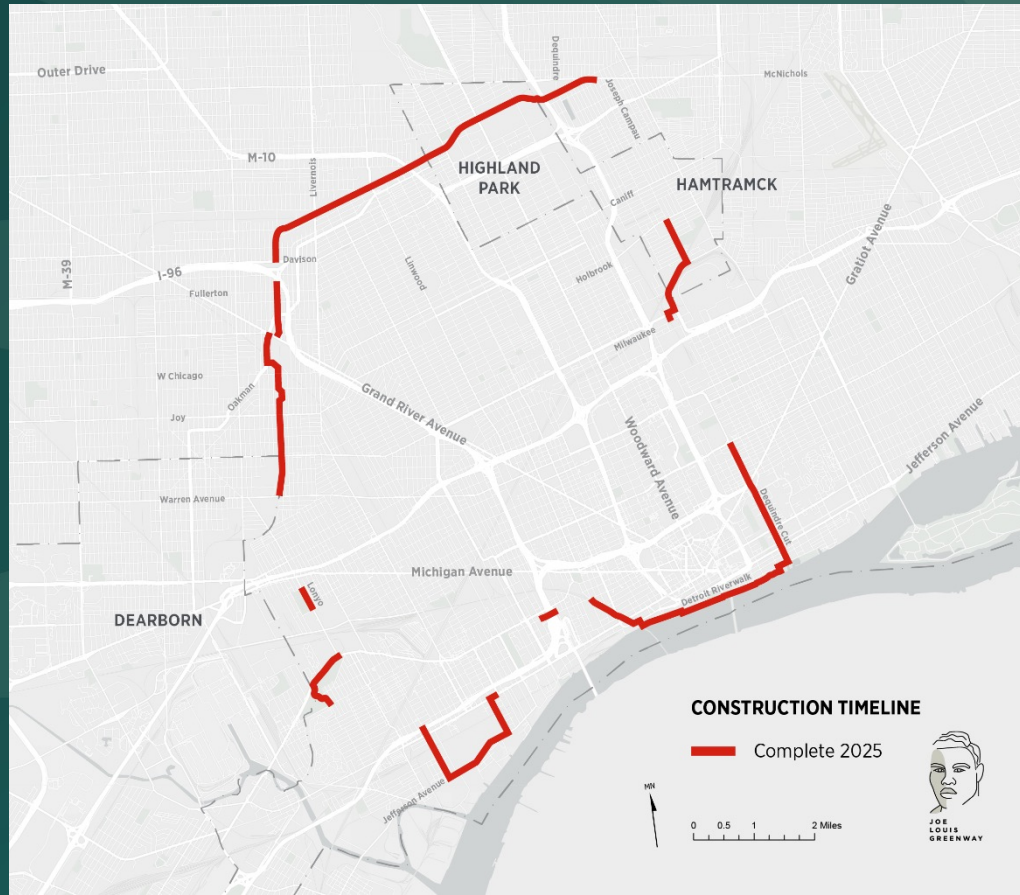 Outer Drive
Dequindre
McNichols
Joseph Campau
M-10
Livernois
HIGHLAND
PARK
HAMTRAMCK
Caniff
Gratiot Avenue
M-39
I-96
Davison
Linwood
Holbrook
Fullerton
Milwaukee
W Chicago
Oakman
Grand River Avenue
Joy
Woodward Avenue
Jefferson Avenue
Warren Avenue
Dequindre Cut
Michigan Avenue
Lonyo
Detroit Riverwalk
DEARBORN
Jefferson Avenue
CONSTRUCTION TIMELINE
Complete 2025
MN
0 0.5 1 2 Miles
JOE
LOUIS
GREENWAY